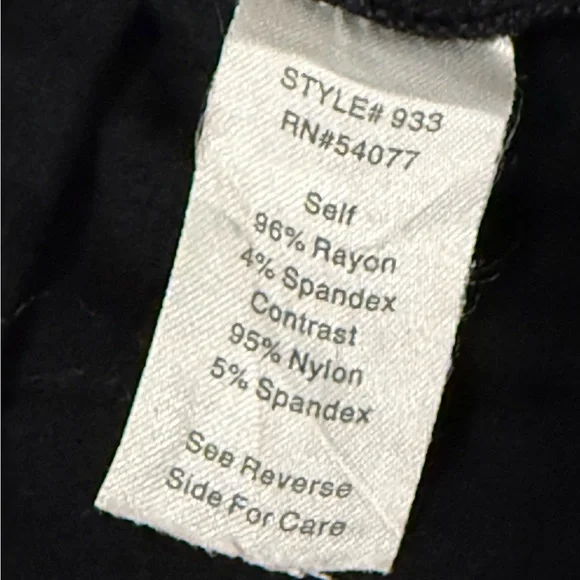 STYLE# 933
RN#54077
Self
96% Rayon
4% Spandex
Contrast
95% Nylon
5% Spandex
See Reverse
Side For Care